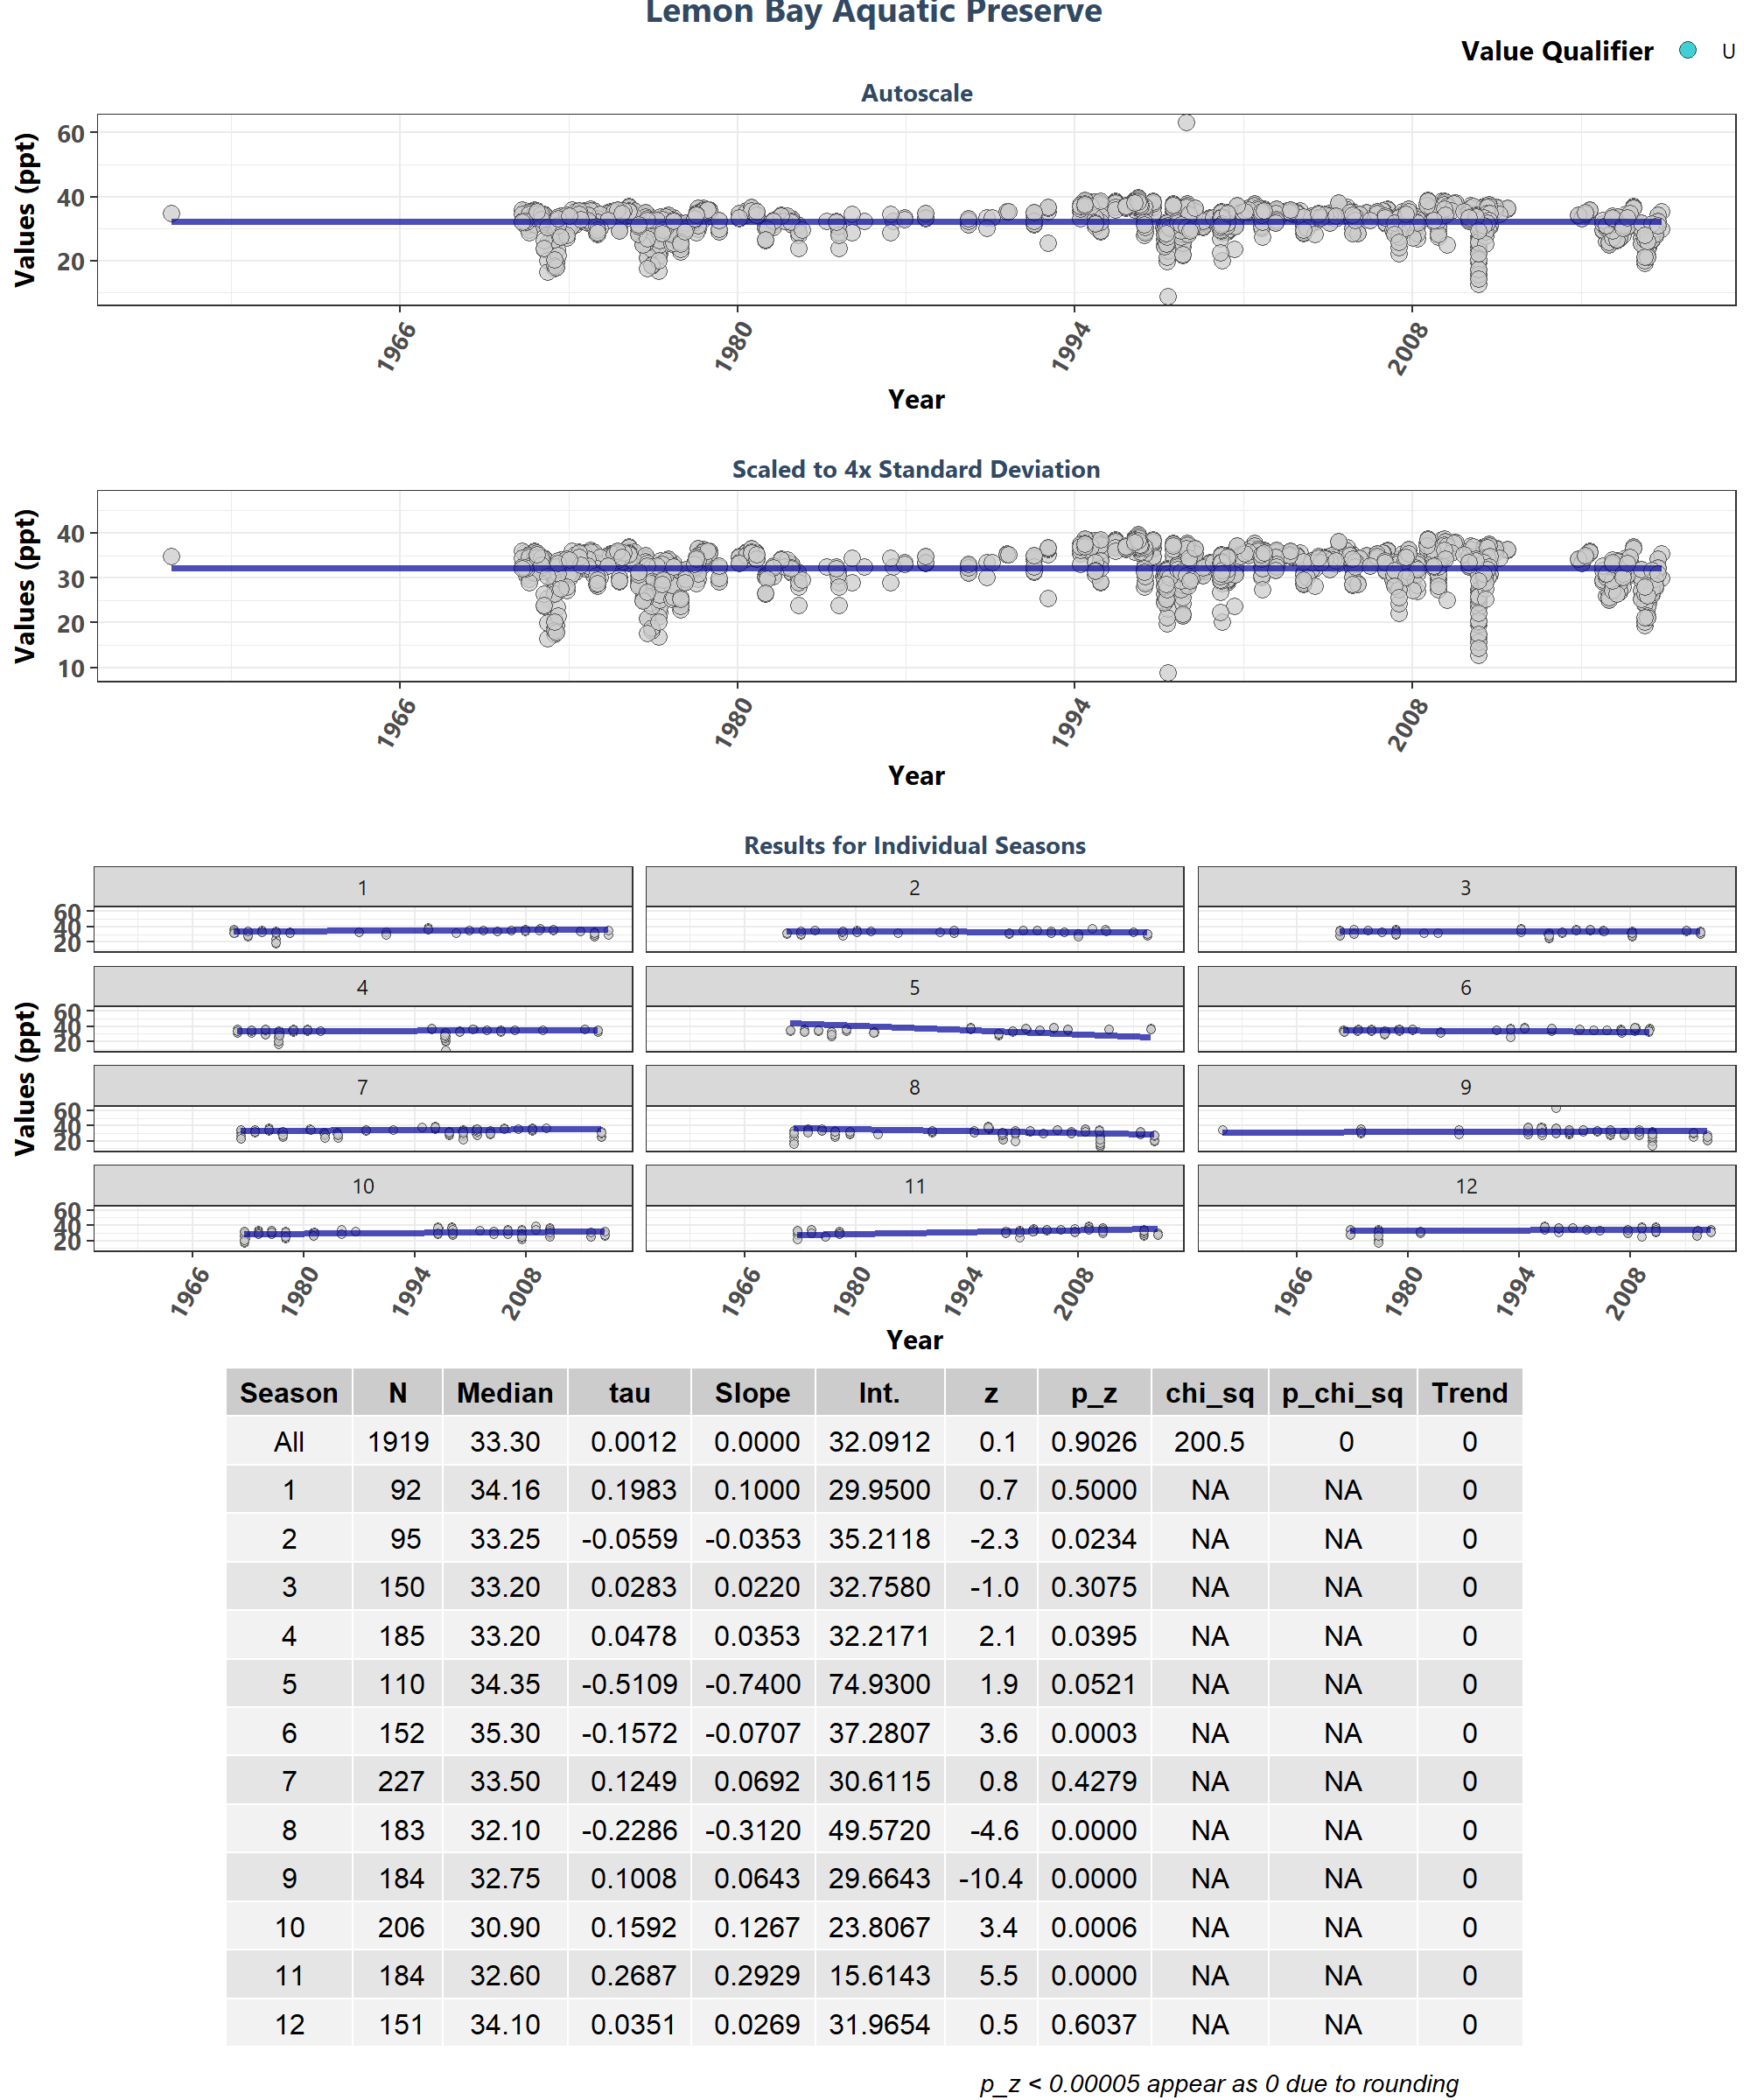 Lemon Bay Aquatic Preserve
Value Qualifier U
Autoscale
Values (ppt)
60
40
20
1966 1980 1994 2008
Year
Scaled to 4x Standard Deviation
Values (ppt)
40
30
20
10
1966 1980 1994 2008
Year
Results for Individual Seasons
Values (ppt)
1 2 3
60
40
20
4 5 6
60
40
20
7 8 9
60
40
20
10 11 12
60
40
20
1966 1980 1994 2008 1966 1980 1994 2008 1966 1980 1994 2008
Year
Season N Median tau Slope Int. z p_z chi_sq p_chi_sq Trend
All 1919 33.30 0.0012 0.0000 32.0912 0.1 0.9026 200.5 0 0
1 92 34.16 0.1983 0.1000 29.9500 0.7 0.5000 NA NA 0
2 95 33.25 -0.0559 -0.0353 35.2118 -2.3 0.0234 NA NA 0
3 150 33.20 0.0283 0.0220 32.7580 -1.0 0.3075 NA NA 0
4 185 33.20 0.0478 0.0353 32.2171 2.1 0.0395 NA NA 0
5 110 34.35 -0.5109 -0.7400 74.9300 1.9 0.0521 NA NA 0
6 152 35.30 -0.1572 -0.0707 37.2807 3.6 0.0003 NA NA 0
7 227 33.50 0.1249 0.0692 30.6115 0.8 0.4279 NA NA 0
8 183 32.10 -0.2286 -0.3120 49.5720 -4.6 0.0000 NA NA 0
9 184 32.75 0.1008 0.0643 29.6643 -10.4 0.0000 NA NA 0
10 206 30.90 0.1592 0.1267 23.8067 3.4 0.0006 NA NA 0
11 184 32.60 0.2687 0.2929 15.6143 5.5 0.0000 NA NA 0
12 151 34.10 0.0351 0.0269 31.9654 0.5 0.6037 NA NA 0
p_z < 0.00005 appear as 0 due to rounding